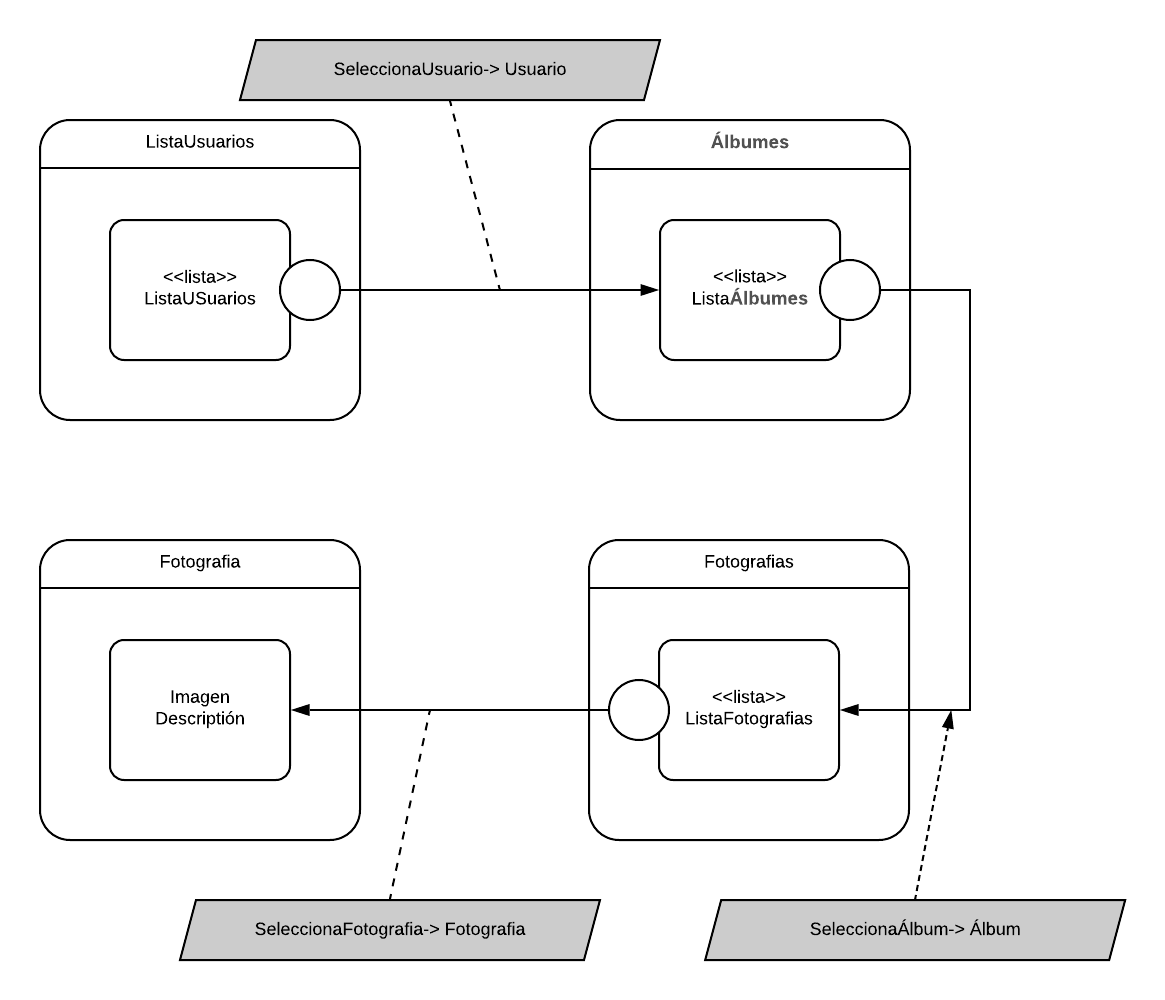 SeleccionaUsuario-> Usuario
ListaUsuarios
Álbumes
<<lista>>
ListaUSuarios
<<lista>>
ListaÁlbumes
Fotografia
Fotografias
Imagen
Descriptión
<<lista>>
ListaFotografias
SeleccionaFotografia-> Fotografia
SeleccionaÁlbum-> Álbum